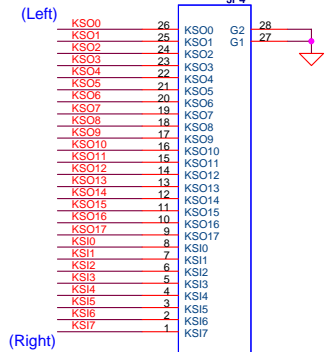 JP4
(Left)
KSO0 26 KSO0 G2 28
KSO1 25 KSO1 G1 27
KSO2 24 KSO2
KSO3 23 KSO3
KSO4 22 KSO4
KSO5 21 KSO5
KSO6 20 KSO6
KSO7 19 KSO7
KSO8 18 KSO8
KSO9 17 KSO9
KSO10 16 KSO10
KSO11 15 KSO11
KSO12 14 KSO12
KSO13 13 KSO13
KSO14 12 KSO14
KSO15 11 KSO15
KSO16 10 KSO16
KSO17 9 KSO17
KSI0 8 KSI0
KSI1 7 KSI1
KSI2 6 KSI2
KSI3 5 KSI3
KSI4 4 KSI4
KSI5 3 KSI5
KSI6 2 KSI6
KSI7 1 KSI7
(Right)